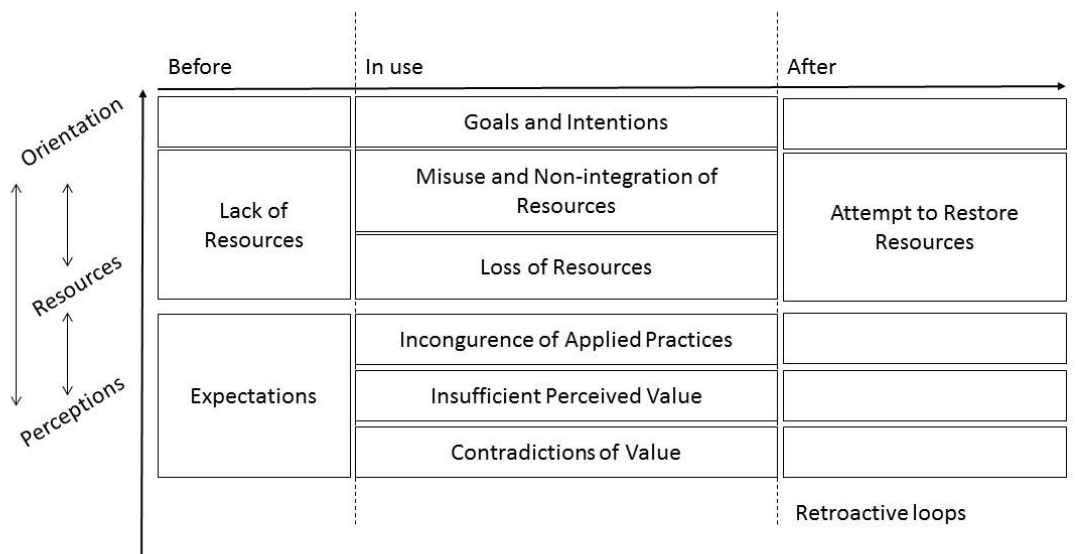 Before
In use
After
Orientation
Goals and Intentions
Lack of
Resources
Misuse and Non-integration of
Resources
Attempt to Restore
Resources
Resources
Loss of Resources
Perceptions
Expectations
Incongurence of Applied Practices
Insufficient Perceived Value
Contradictions of Value
Retroactive loops